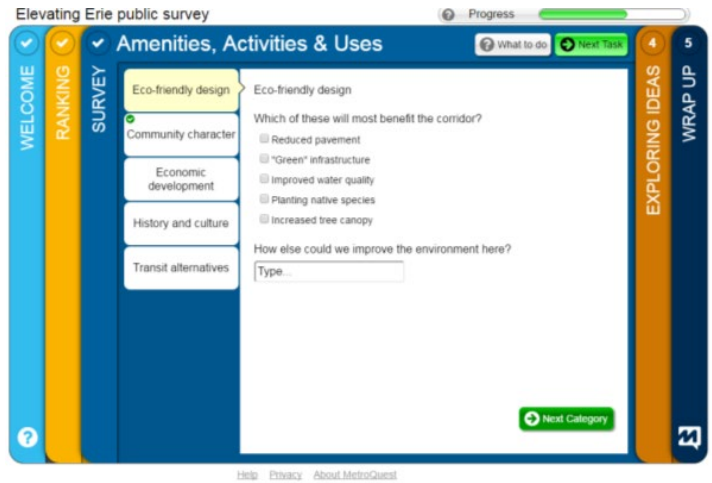 Elevating Erie public survey
Progress
WELCOME
RANKING
SURVEY
Amenities, Activities & Uses
? What to do
Next Task
4
5
EXPLORING IDEAS
WRAP UP
Eco-friendly design
Community character
Economic
development
History and culture
Transit alternatives
Eco-friendly design
Which of these will most benefit the corridor?
Reduced pavement
"Green" infrastructure
Improved water quality
Planting native species
Increased tree canopy
How else could we improve the environment here?
Type...
Next Category
?
Help Privacy About MetroQuest